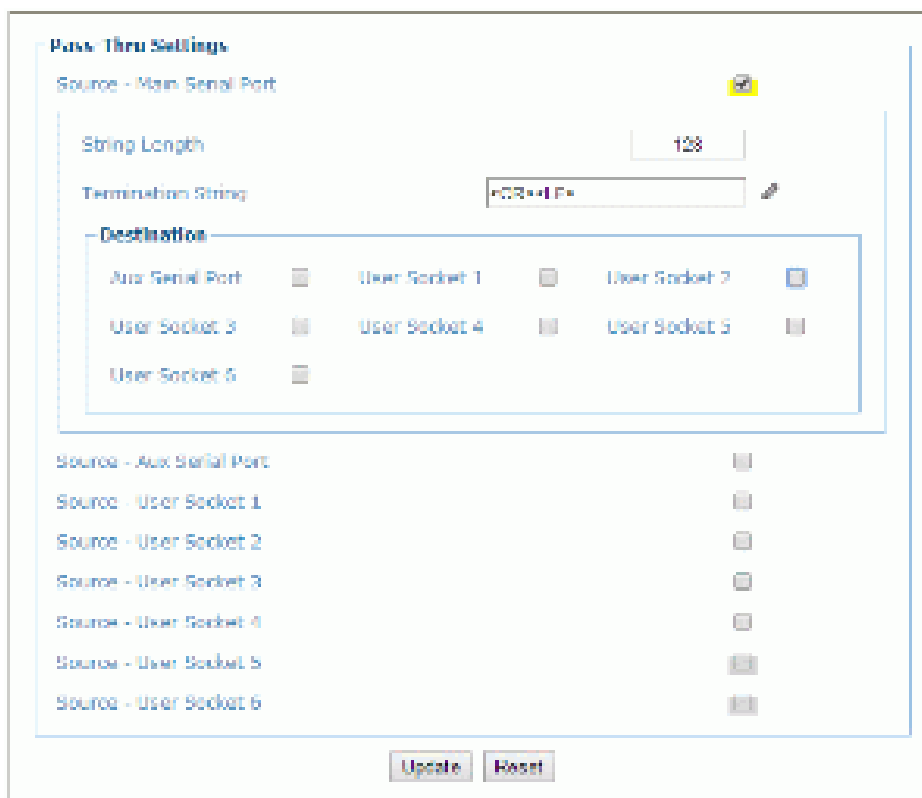 Pass Thru Settings
Source - Main Serial Port
String Length 128
Termination String <CR><LF>
Destination
Aux Serial Port User Socket 1 User Socket 2
User Socket 3 User Socket 4 User Socket 5
User Socket 6
Source - Aux Serial Port
Source - User Socket 1
Source - User Socket 2
Source - User Socket 3
Source - User Socket 4
Source - User Socket 5
Source - User Socket 6
Update Reset